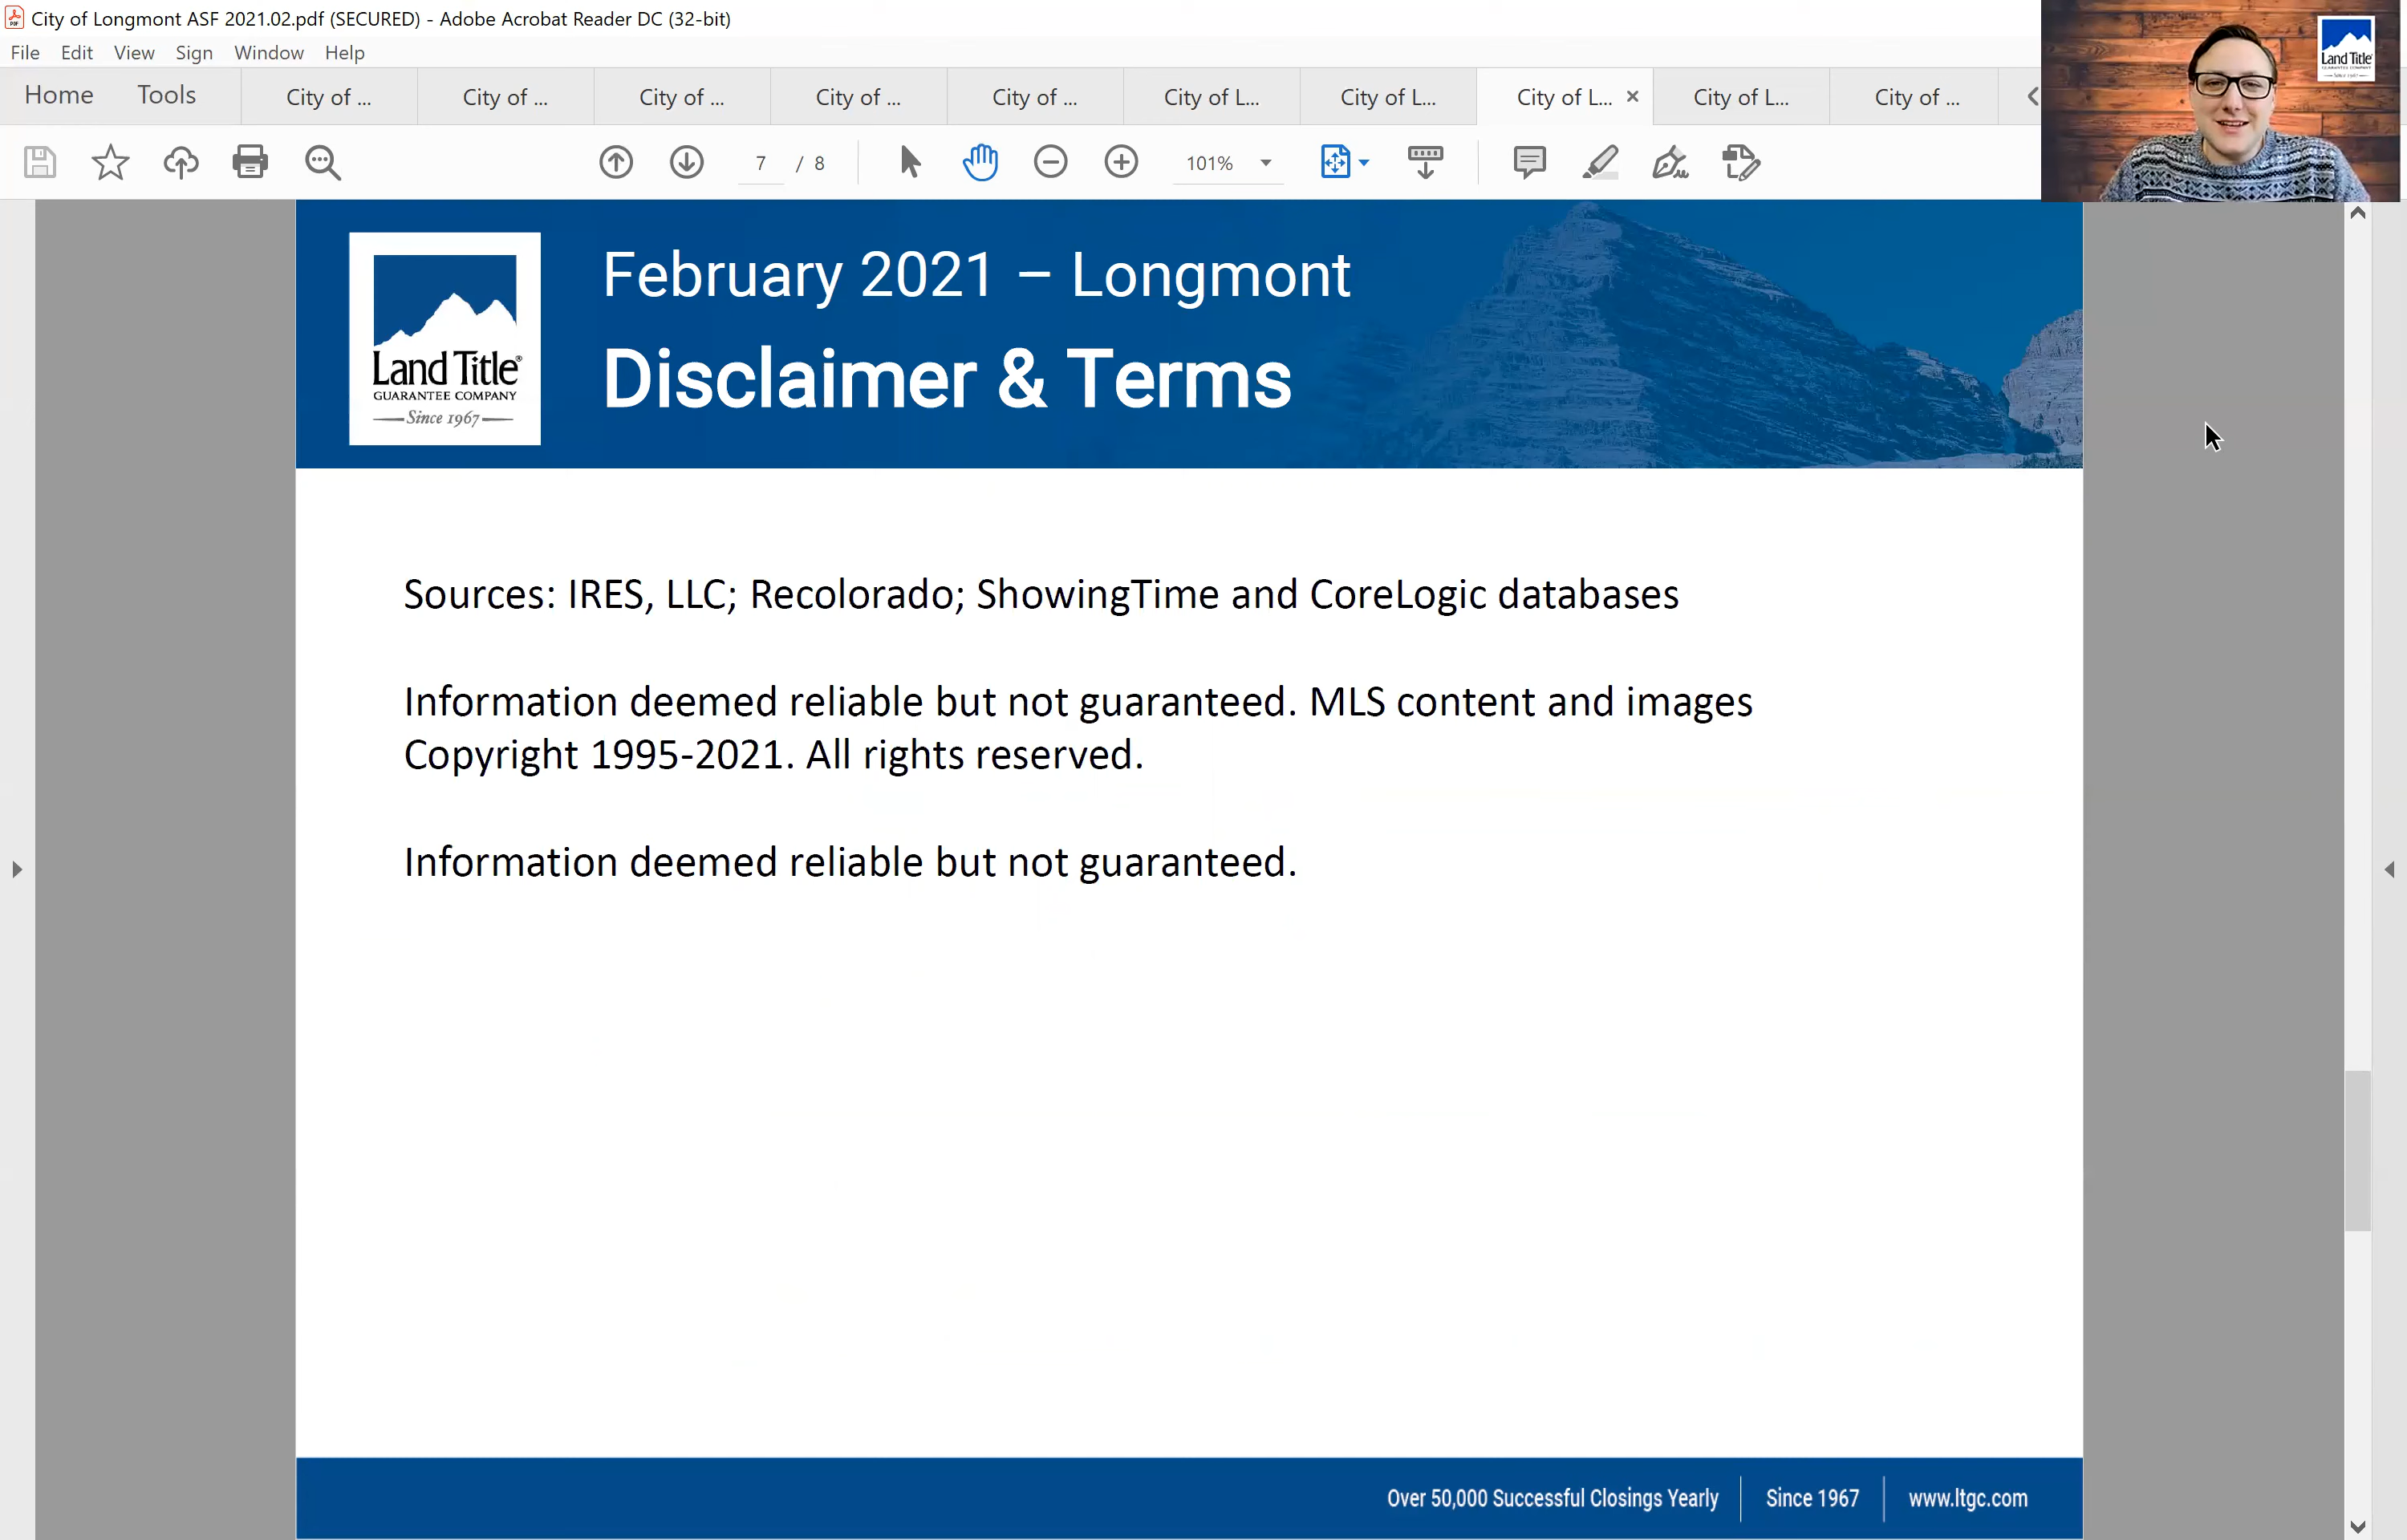 City of Longmont ASF 2021.02.pdf (SECURED) - Adobe Acrobat Reader DC (32-bit)
File Edit View Sign Window Help
Home Tools City of ... City of ... City of ... City of ... City of ... City of L... City of L... City of L... × City of L... City of ...
7 / 8 101%
Land Title
February 2021 – Longmont
Disclaimer & Terms
Land Title®
GUARANTEE COMPANY
Since 1967
Sources: IRES, LLC; Recolorado; ShowingTime and CoreLogic databases
Information deemed reliable but not guaranteed. MLS content and images
Copyright 1995-2021. All rights reserved.
Information deemed reliable but not guaranteed.
Over 50,000 Successful Closings Yearly Since 1967 www.ltgc.com